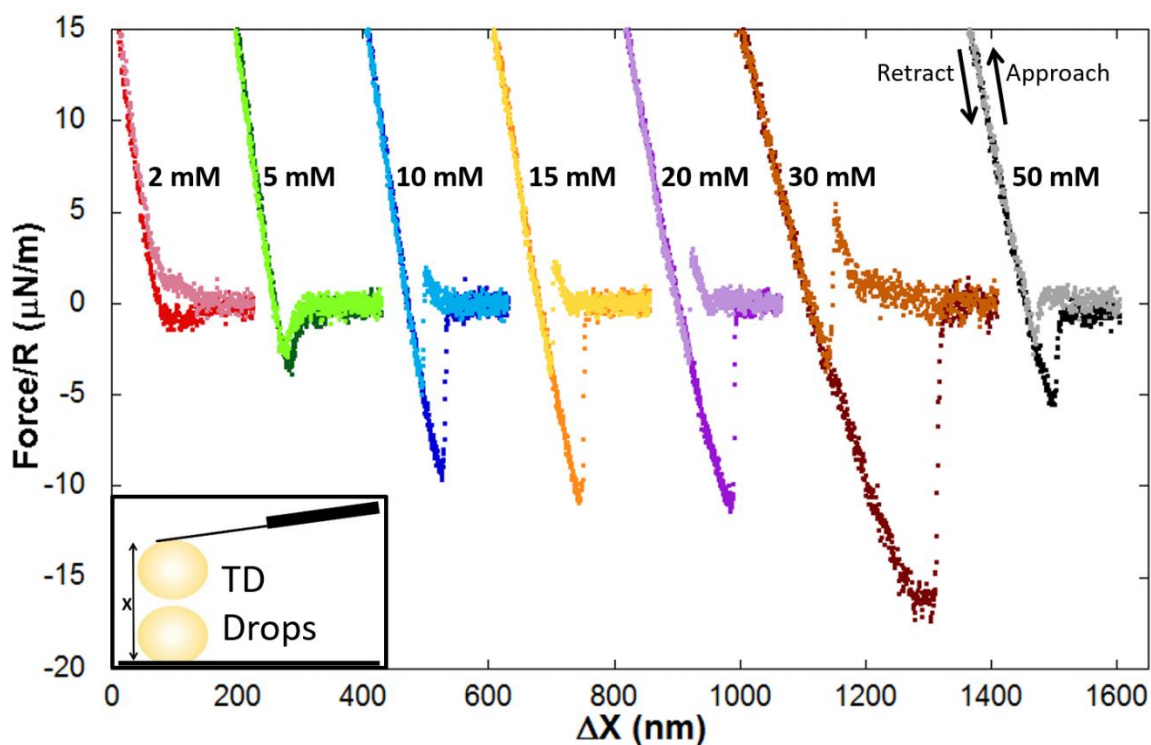 Force/R (μN/m)
15
10
5
0
-5
-10
-15
-20
Retract
Approach
2 mM
5 mM
10 mM
15 mM
20 mM
30 mM
50 mM
x
TD
Drops
0
200
400
600
800
1000
1200
1400
1600
ΔX (nm)